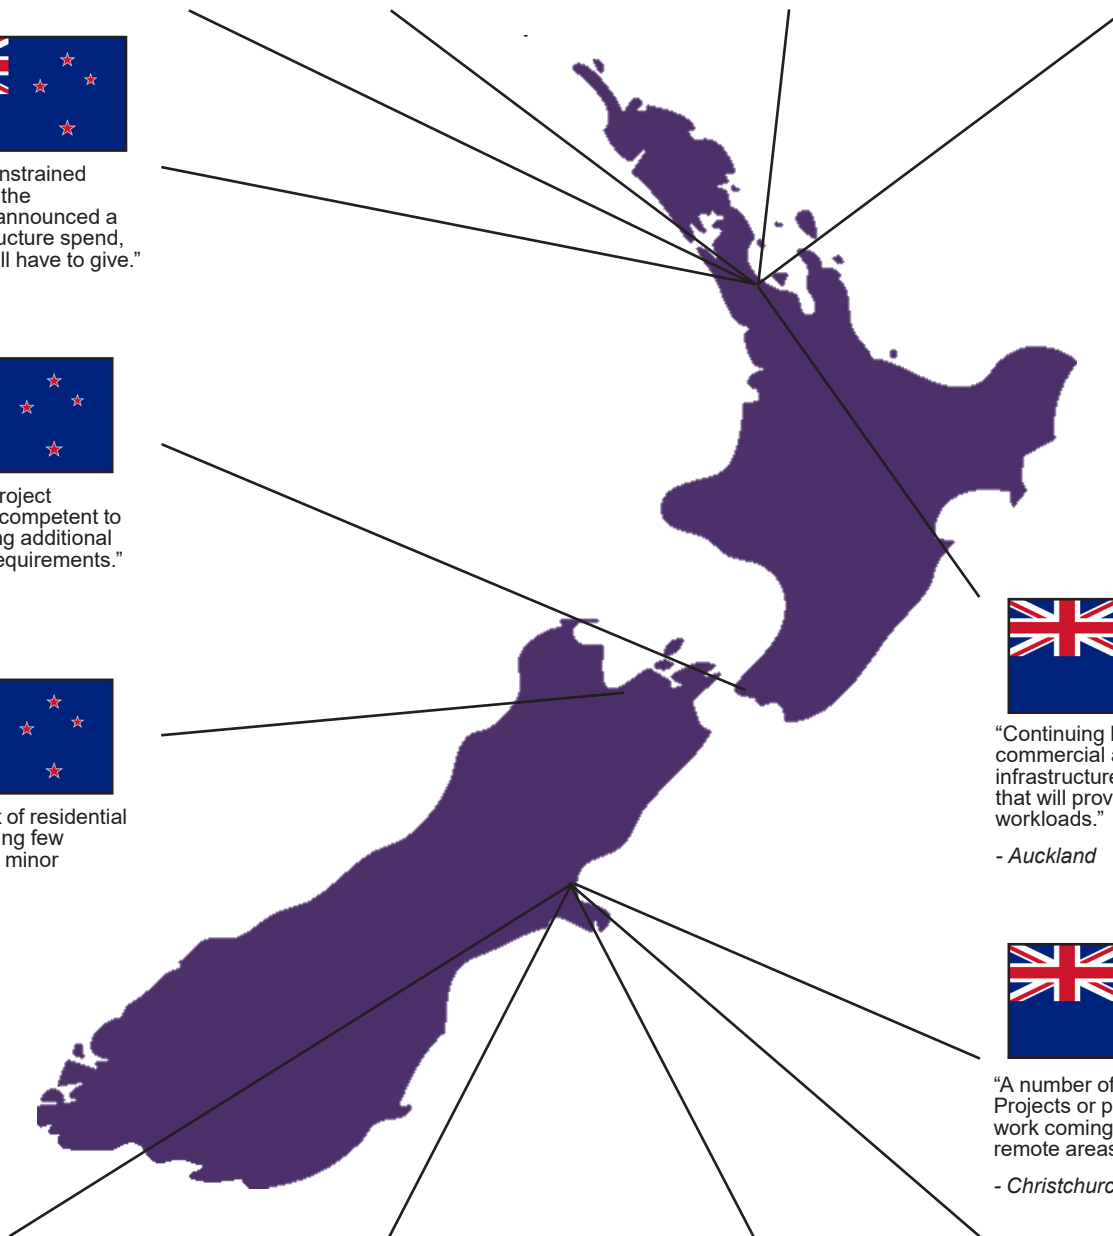 nstrained
the
announced a
ucture spend,
ll have to give.”
roject
competent to
ng additional
equirements.”
t of residential
ng few
minor
“Continuing
commercial a
infrastructure
that will prov
workloads.”
- Auckland
“A number of
Projects or p
work coming
remote areas
- Christchurc